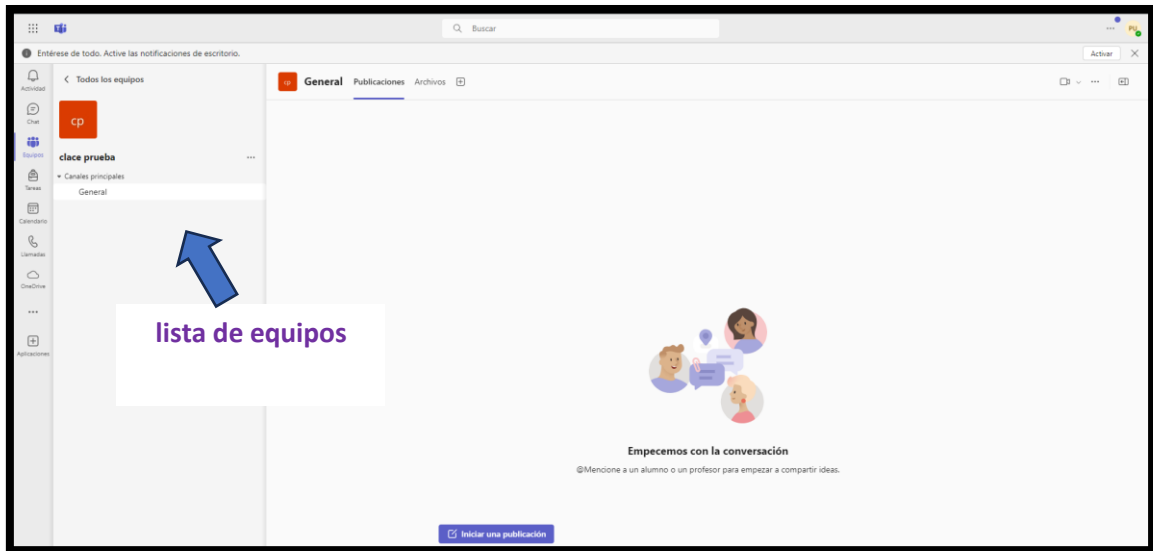 Buscar
PU
Entérese de todo. Active las notificaciones de escritorio.
Activar
Actividad
Chat
Equipos
Tareas
Calendario
Llamadas
OneDrive
Aplicaciones
Todos los equipos
cp
clace prueba
Canales principales
General
lista de equipos
cp
General Publicaciones Archivos
Empecemos con la conversación
@Mencione a un alumno o un profesor para empezar a compartir ideas.
Iniciar una publicación